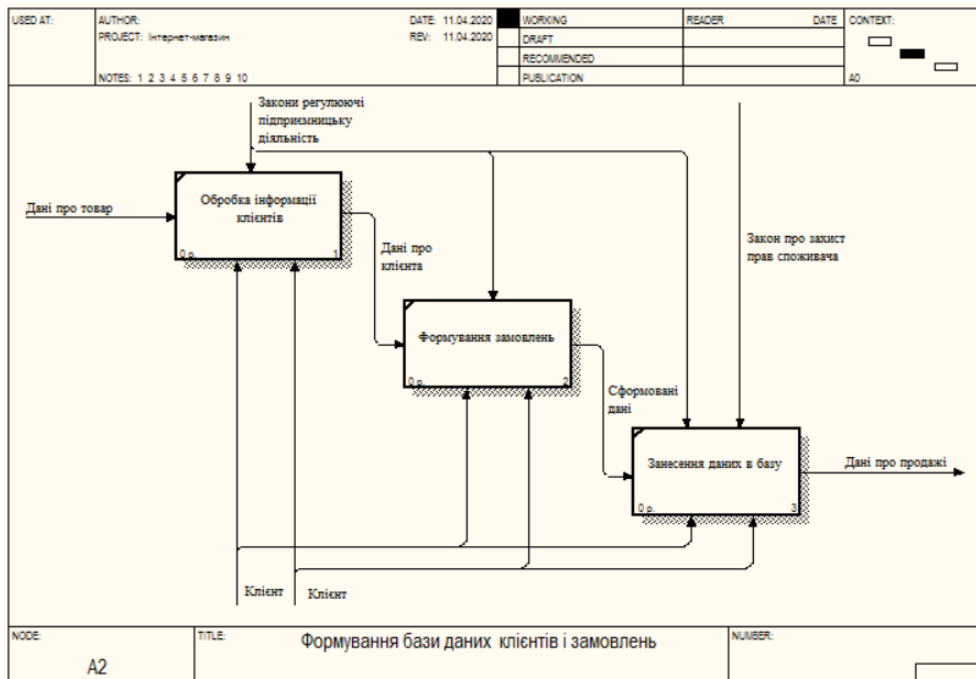 USED AT:
AUTHOR:
DATE: 11.04.2020
WORKING
READER
DATE
CONTEXT:
PROJECT: Інтернет-магазин
REV: 11.04.2020
DRAFT
RECOMMENDED
NOTES: 1 2 3 4 5 6 7 8 9 10
PUBLICATION
A0
Закони регулюючі
підприємницьку
діяльність
Дані про товар
Обробка інформації
клієнтів
0 р.
1
Дані про
клієнта
Закон про захист
прав споживача
Формування замовлень
0 р.
2
Сформовані
дані
Занесення даних в базу
0 р.
3
Дані про продажі
Клієнт
Клієнт
NODE:
A2
TITLE:
Формування бази даних клієнтів і замовлень
NUMBER: